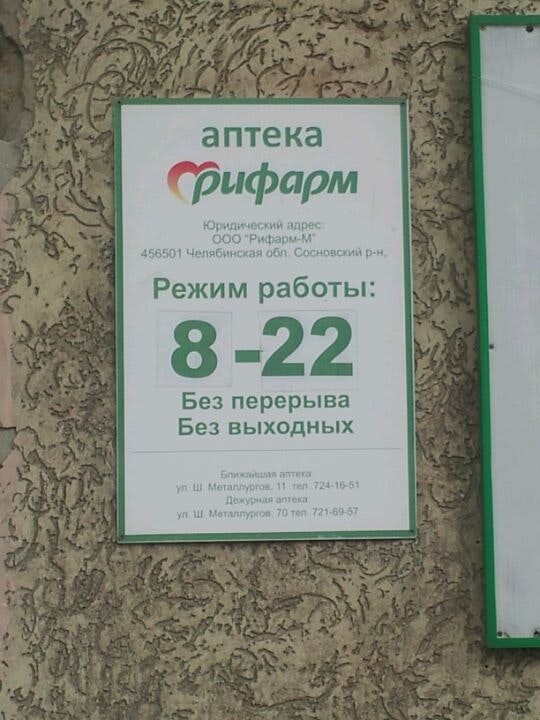 аптека
Рифарм
Юридический адрес:
ООО "Рифарм-М"
456501 Челябинская обл. Сосновский р-н,
Режим работы:
8-22
Без перерыва
Без выходных
Ближайшая аптека:
ул. Ш. Металлургов, 11 тел. 724-16-51
Дежурная аптека:
ул. Ш. Металлургов, 70 тел. 721-69-57